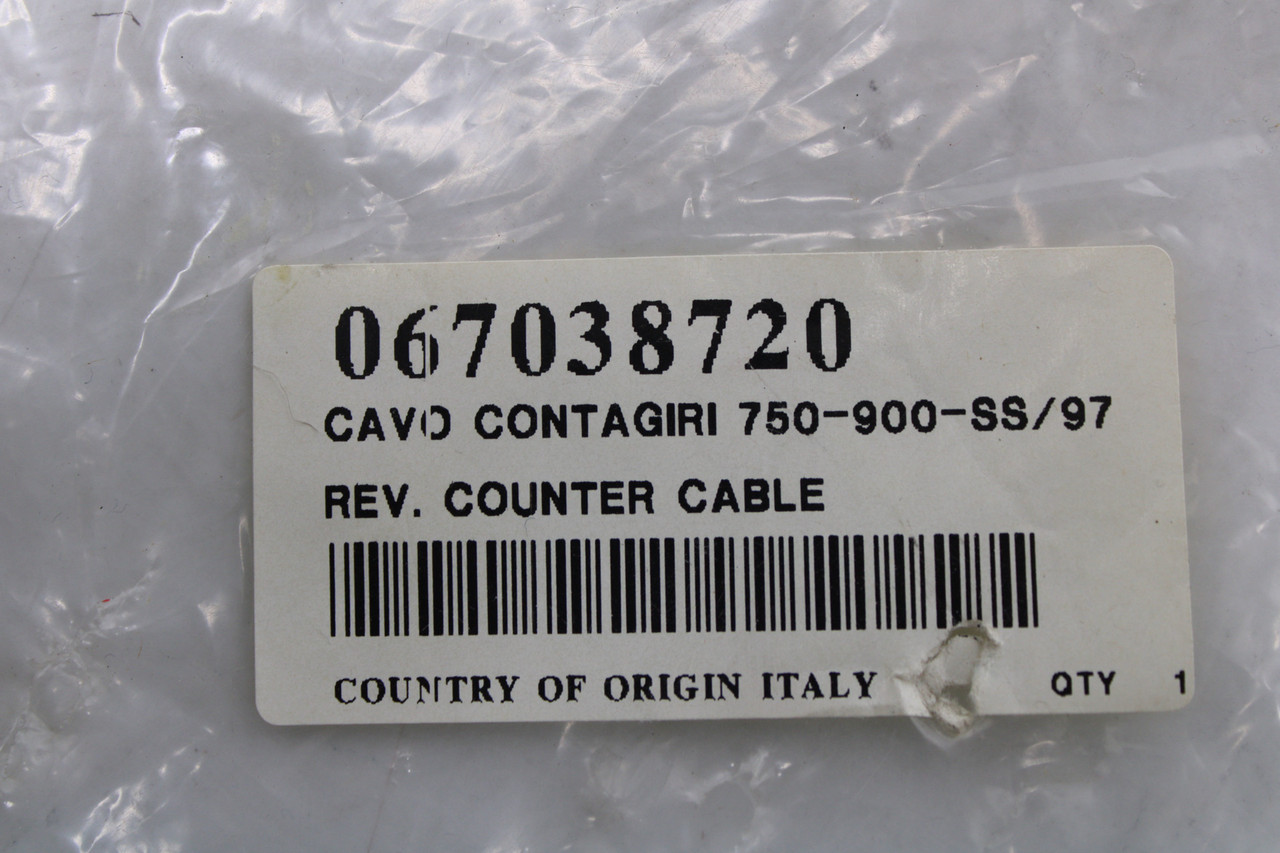 067038720
CAVO CONTAGIRI 750-900-SS/97
REV. COUNTER CABLE
COUNTRY OF ORIGIN ITALY QTY 1